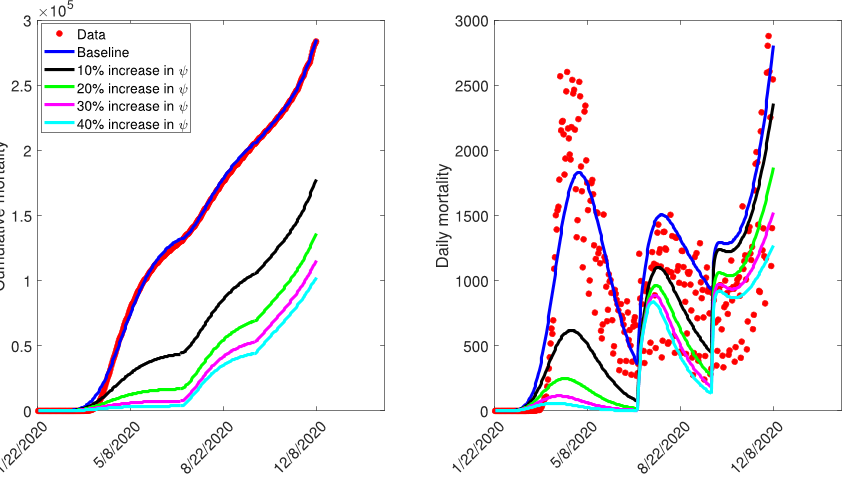 ×10⁵
3
2.5
2
1.5
1
0.5
0
mortality
Data
Baseline
10% increase in ψ
20% increase in ψ
30% increase in ψ
40% increase in ψ
1/22/2020
5/8/2020
8/22/2020
12/8/2020
3000
2500
2000
1500
1000
500
0
Daily mortality
1/22/2020
5/8/2020
8/22/2020
12/8/2020